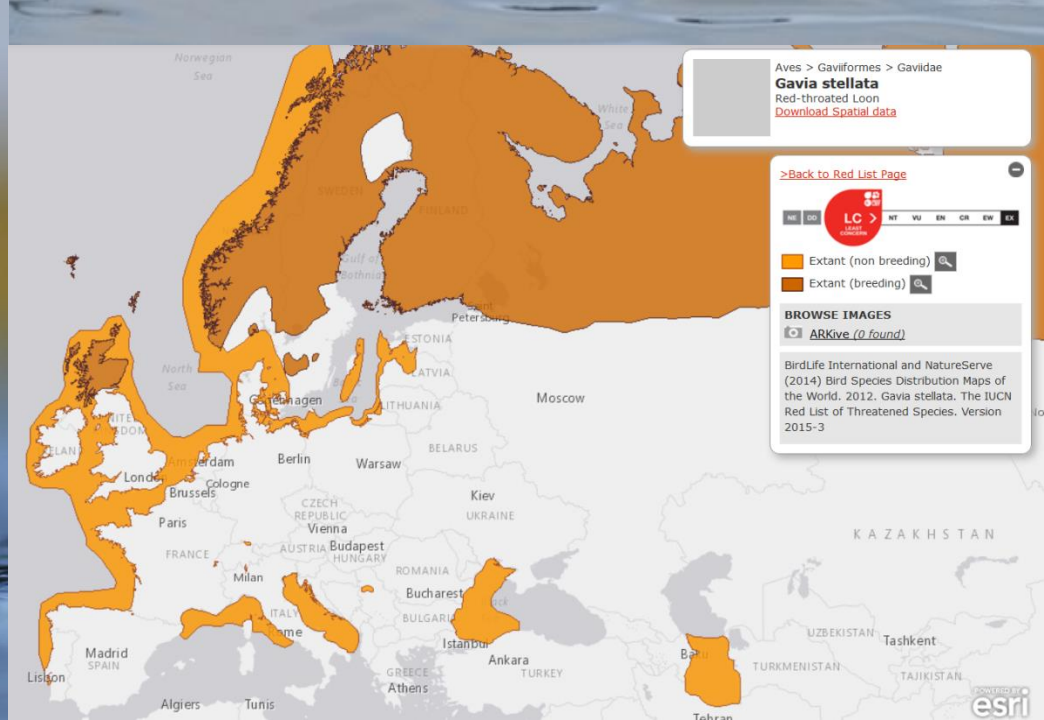 Norwegian
Sea
White
Sea
SWEDEN
FINLAND
Gulf of
Bothnia
Petersburg
ESTONIA
North
Sea
LATVIA
Copenhagen
LITHUANIA
Moscow
BELARUS
London
Amsterdam
Berlin
Warsaw
Brussels
Cologne
Kiev
UKRAINE
CZECH
REPUBLIC
Paris
Vienna
FRANCE
AUSTRIA
Budapest
HUNGARY
KAZAKHSTAN
Milan
ROMANIA
Bucharest
ITALY
Rome
Istanbul
UZBEKISTAN
Tashkent
Madrid
SPAIN
Ankara
TURKEY
Baku
TURKMENISTAN
TAJIKISTAN
Lisbon
GREECE
Athens
Algiers
Tunis
Tehran
Aves > Gaviiformes > Gaviidae
Gavia stellata
Red-throated Loon
Download Spatial data
>Back to Red List Page
NE DD LC > NT VU EN CR EW EX
LEAST
CONCERN
Extant (non breeding)
Extant (breeding)
BROWSE IMAGES
ARKive (0 found)
BirdLife International and NatureServe
(2014) Bird Species Distribution Maps of
the World. 2012. Gavia stellata. The IUCN
Red List of Threatened Species. Version
2015-3
POWERED BY
esri